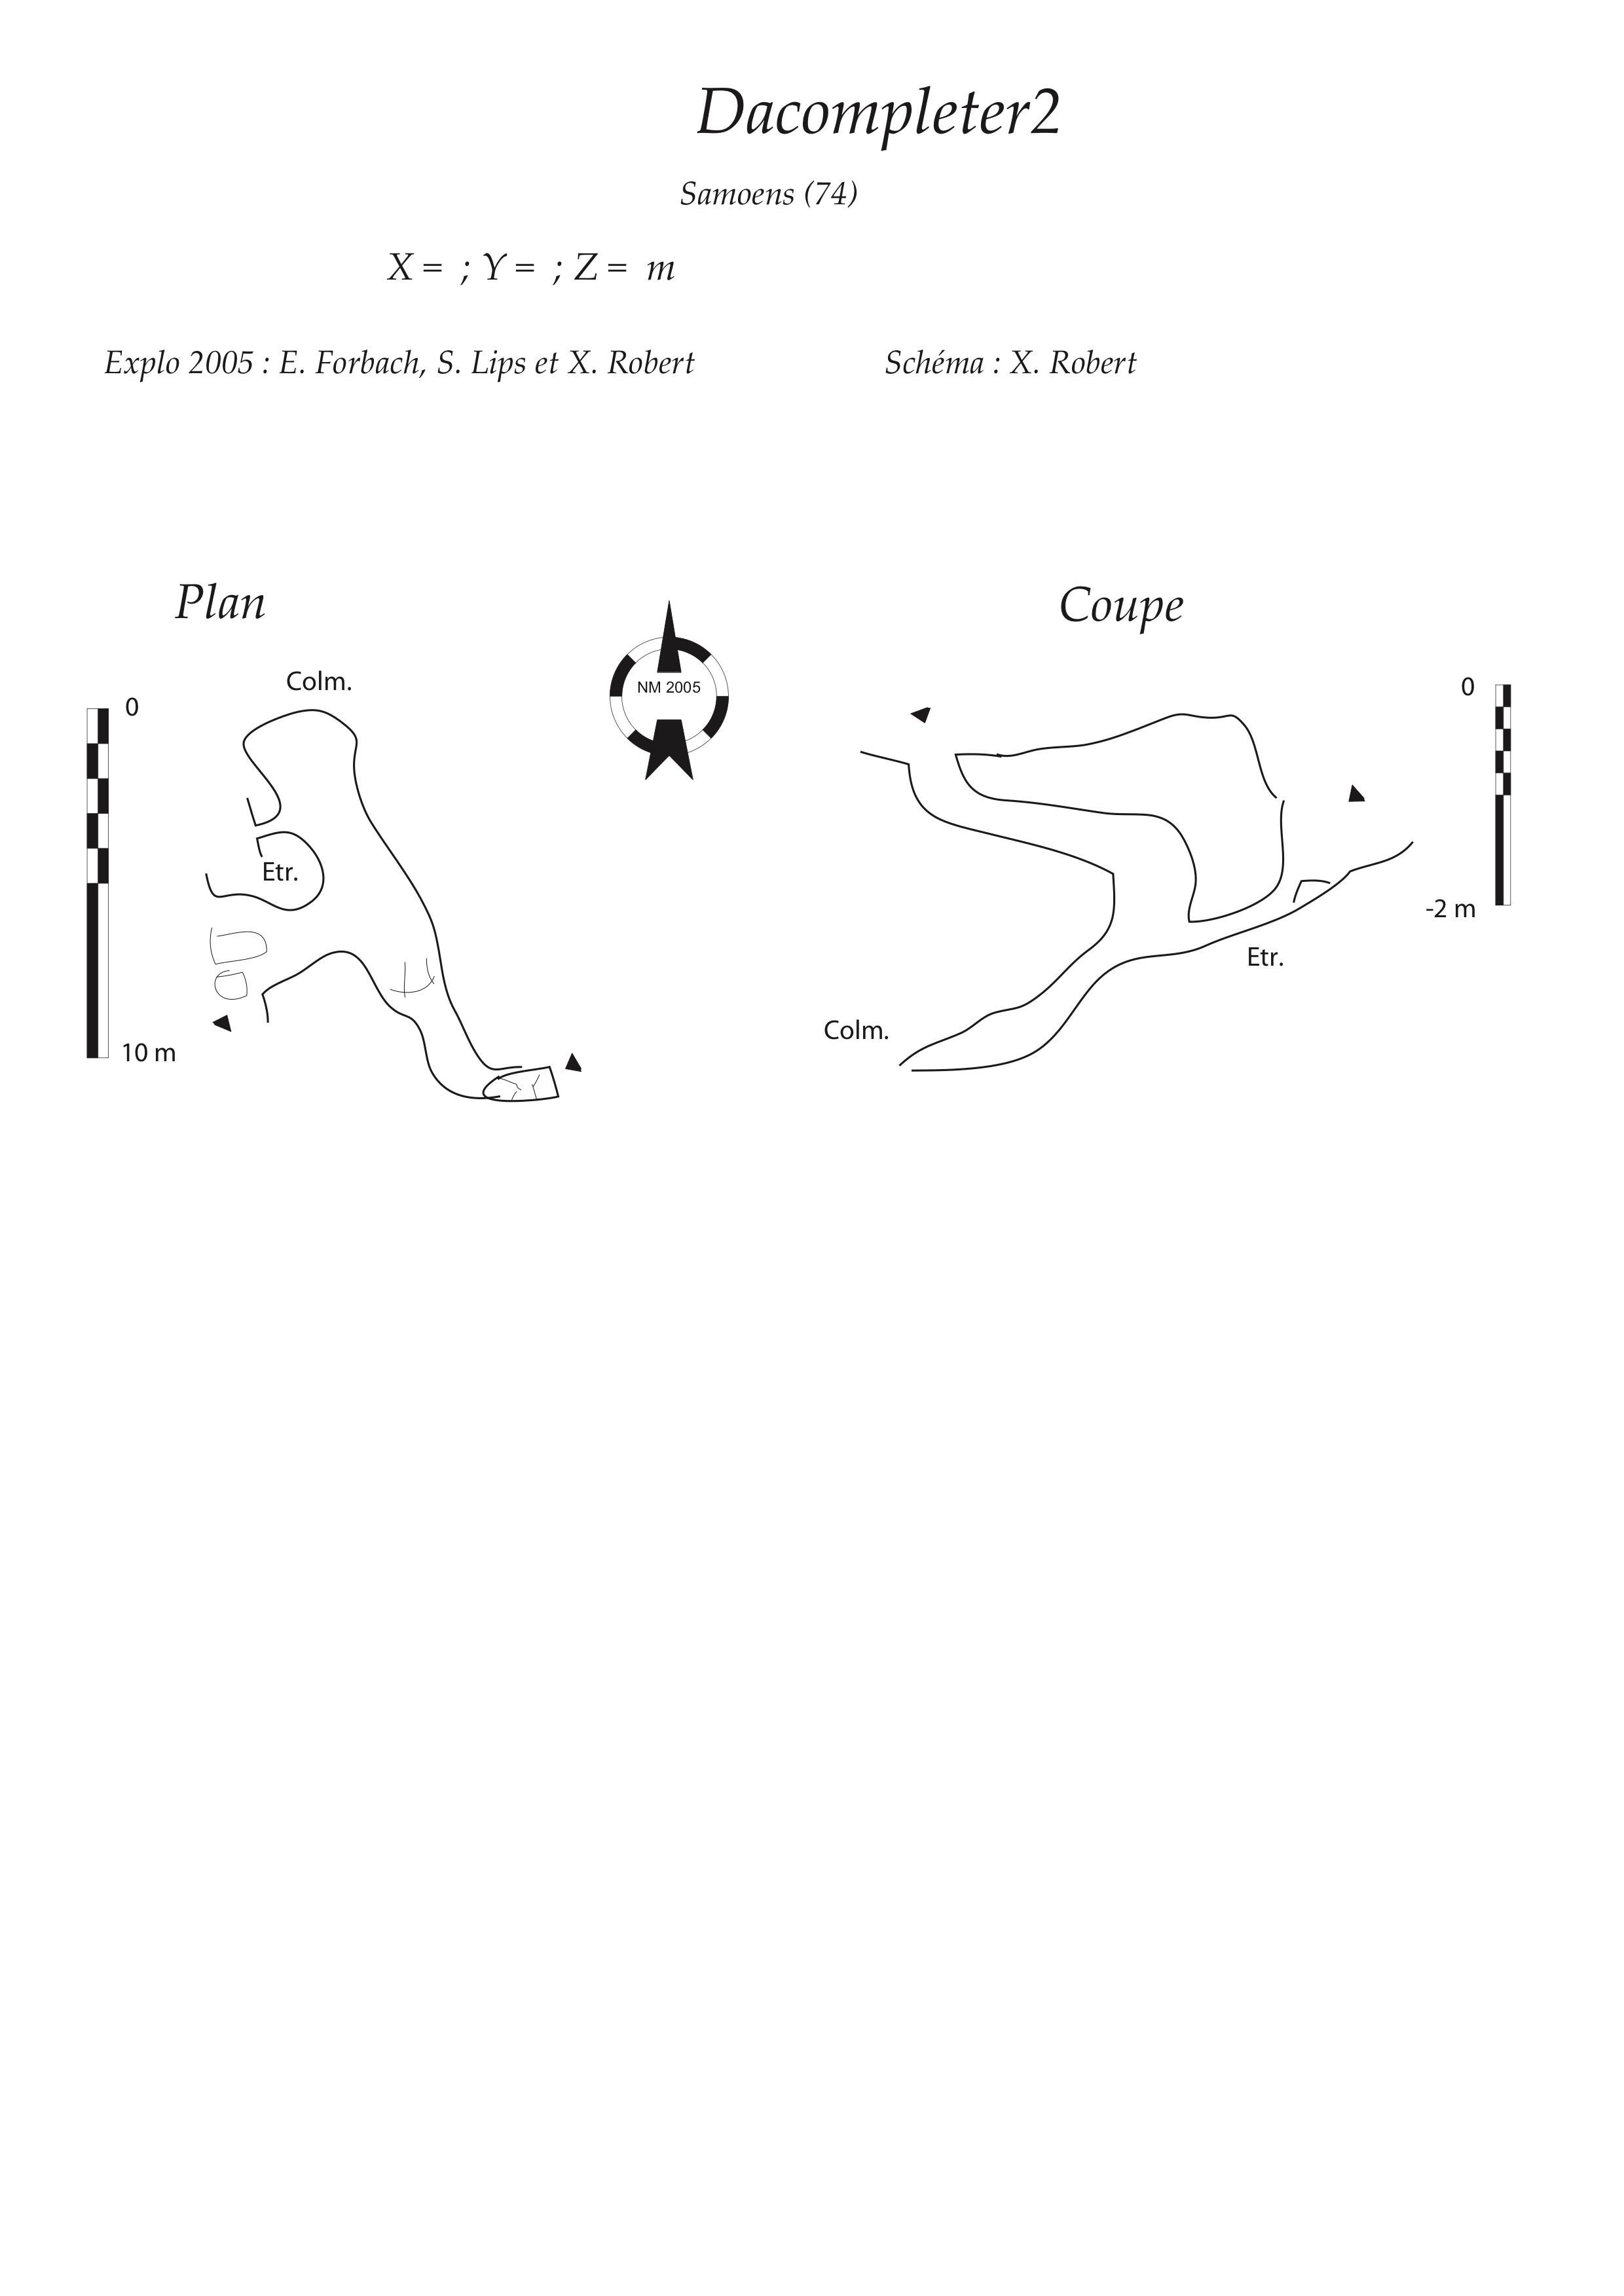 Dacompleter2
Samoens (74)
X = ; Y = ; Z = m
Explo 2005 : E. Forbach, S. Lips et X. Robert
Schéma : X. Robert
Plan
Coupe
NM 2005
Colm.
0
Etr.
10 m
0
-2 m
Etr.
Colm.